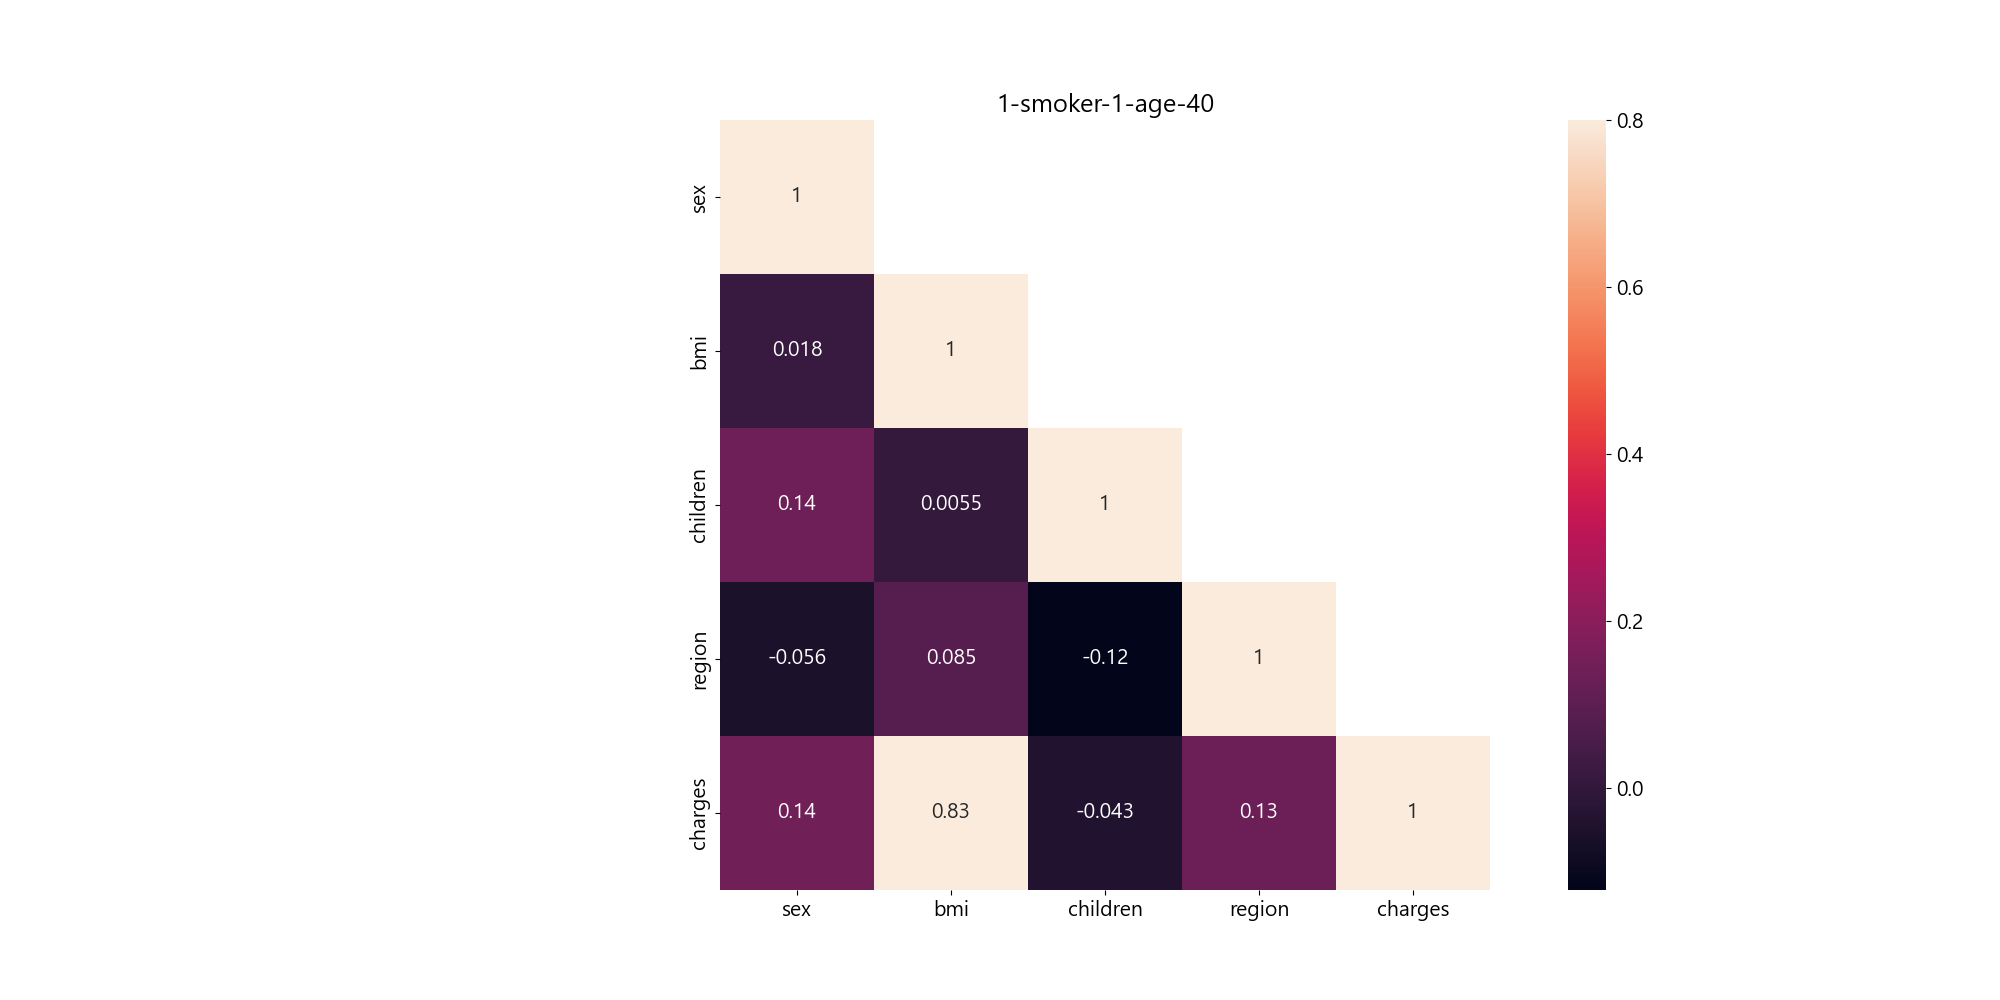 1-smoker-1-age-40
sex
1
bmi
0.018 1
children
0.14 0.0055 1
region
-0.056 0.085 -0.12 1
charges
0.14 0.83 -0.043 0.13 1
sex bmi children region charges
0.8
0.6
0.4
0.2
0.0